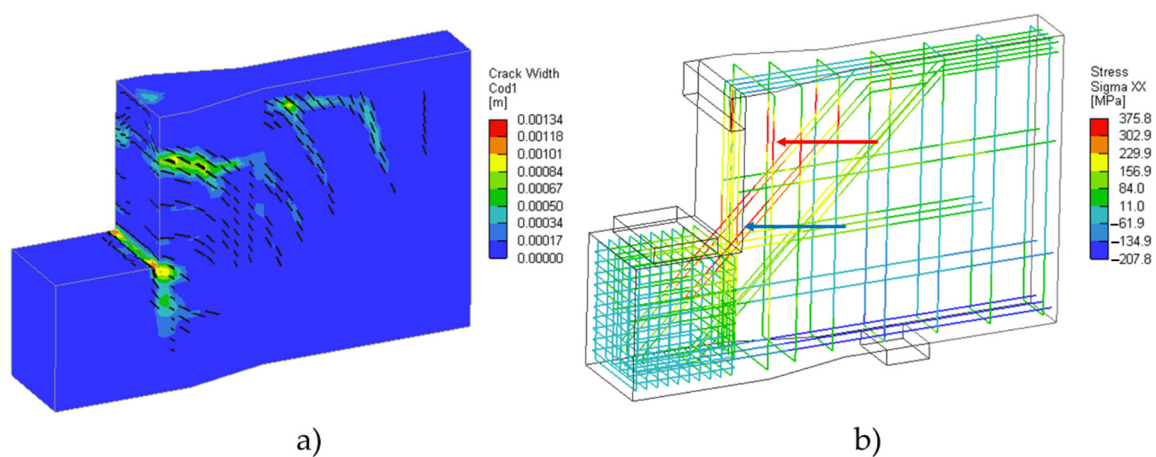 Crack Width
Cod1
[m]
0.00134
0.00118
0.00101
0.00084
0.00067
0.00050
0.00034
0.00017
0.00000
Stress
Sigma XX
[MPa]
375.8
302.9
229.9
156.9
84.0
11.0
−61.9
−134.9
−207.8
a)
b)